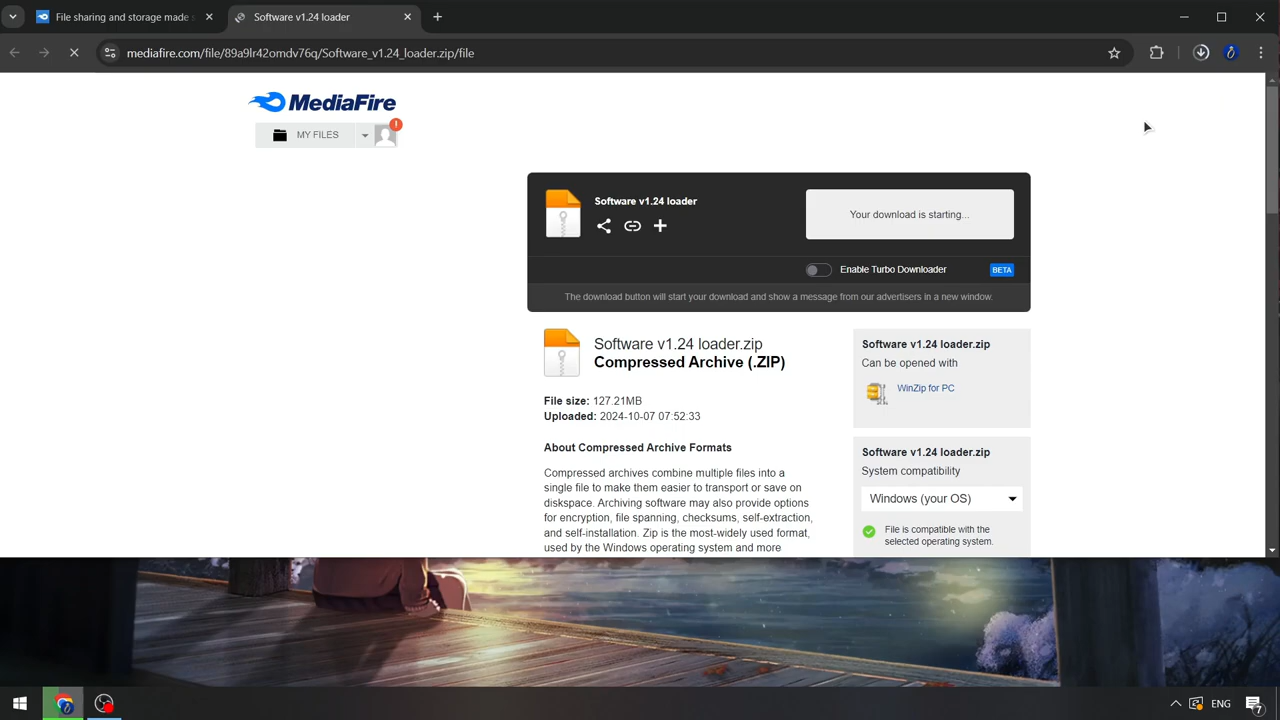 File sharing and storage made s
Software v1.24 loader
mediafire.com/file/89a9lr42omdv76q/Software_v1.24_loader.zip/file
MediaFire
MY FILES
!
Software v1.24 loader
Your download is starting...
Enable Turbo Downloader
BETA
The download button will start your download and show a message from our advertisers in a new window.
Software v1.24 loader.zip
Compressed Archive (.ZIP)
File size: 127.21MB
Uploaded: 2024-10-07 07:52:33
About Compressed Archive Formats
Compressed archives combine multiple files into a
single file to make them easier to transport or save on
diskspace. Archiving software may also provide options
for encryption, file spanning, checksums, self-extraction,
and self-installation. Zip is the most-widely used format,
used by the Windows operating system and more
Software v1.24 loader.zip
Can be opened with
WinZip for PC
Software v1.24 loader.zip
System compatibility
Windows (your OS)
File is compatible with the
selected operating system.
ENG
7